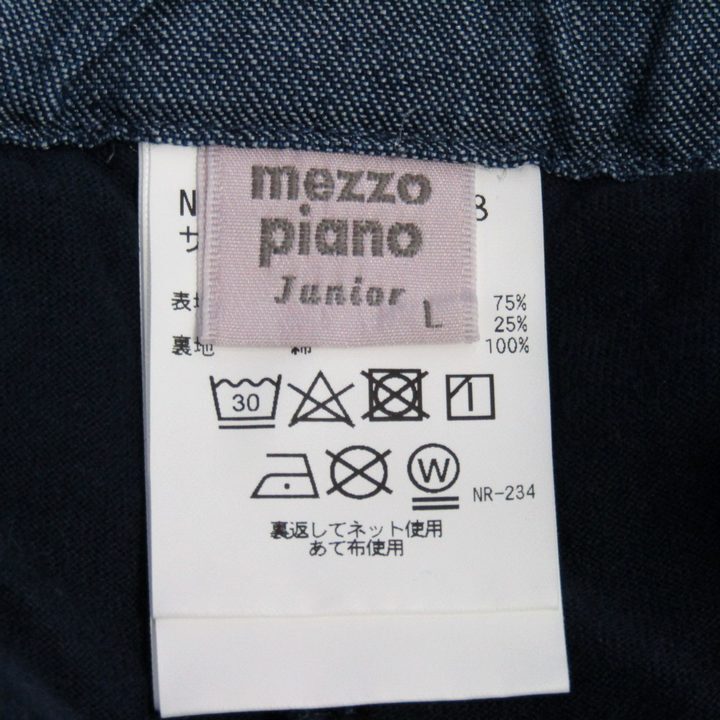 mezzo
piano
Junior
L
75%
25%
裏地 綿 100%
30
W
NR-234
裏返してネット使用
あて布使用